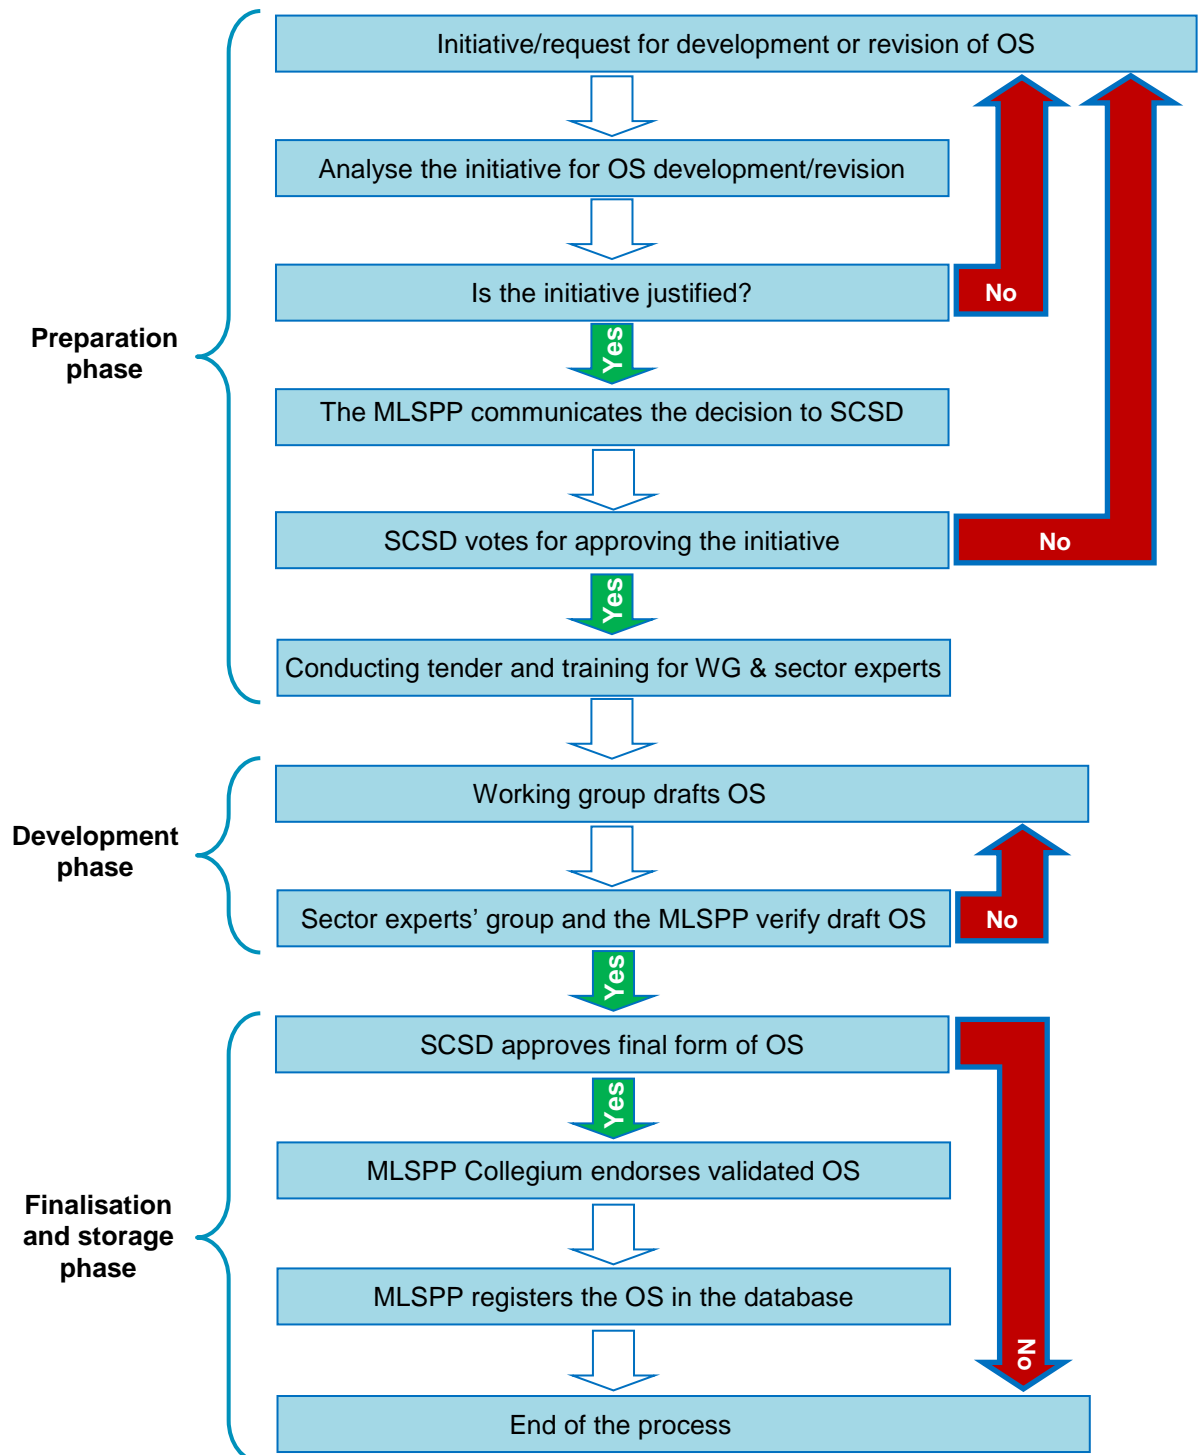 Initiative/request for development or revision of OS
Analyse the initiative for OS development/revision
Is the initiative justified?
No
Yes
Preparation
phase
The MLSPP communicates the decision to SCSD
SCSD votes for approving the initiative
No
Yes
Conducting tender and training for WG & sector experts
Working group drafts OS
Development
phase
Sector experts’ group and the MLSPP verify draft OS
No
Yes
SCSD approves final form of OS
Yes
MLSPP Collegium endorses validated OS
Finalisation
and storage
phase
MLSPP registers the OS in the database
No
End of the process